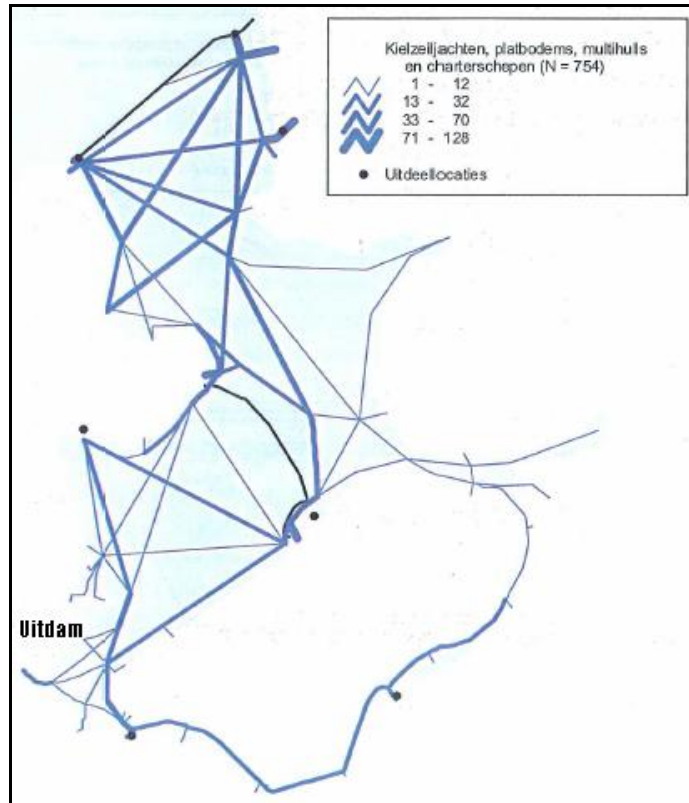 Kielzeiljachten, platbodems, multihulls
en charterschepen (N = 754)
1 - 12
13 - 32
33 - 70
71 - 128
Uitdeellocaties
Uitdam